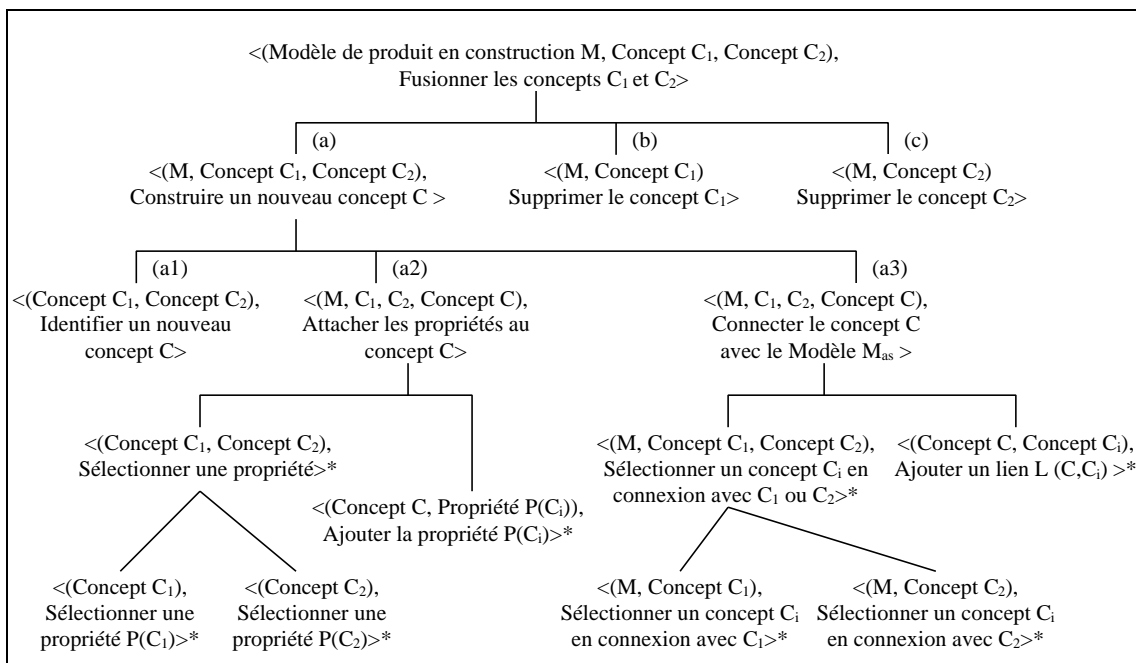 <(Modèle de produit en construction M, Concept C₁, Concept C₂),
Fusionner les concepts C₁ et C₂>
(a)
<(M, Concept C₁, Concept C₂),
Construire un nouveau concept C >
(b)
<(M, Concept C₁)
Supprimer le concept C₁>
(c)
<(M, Concept C₂)
Supprimer le concept C₂>
(a1)
<(Concept C₁, Concept C₂),
Identifier un nouveau
concept C>
(a2)
<(M, C₁, C₂, Concept C),
Attacher les propriétés au
concept C>
(a3)
<(M, C₁, C₂, Concept C),
Connecter le concept C
avec le Modèle Mas >
<(Concept C₁, Concept C₂),
Sélectionner une propriété>*
<(Concept C, Propriété P(Cᵢ)),
Ajouter la propriété P(Cᵢ)>*
<(M, Concept C₁, Concept C₂),
Sélectionner un concept Cᵢ en
connexion avec C₁ ou C₂>*
<(Concept C, Concept Cᵢ),
Ajouter un lien L (C,Cᵢ) >*
<(Concept C₁),
Sélectionner une
propriété P(C₁)>*
<(Concept C₂),
Sélectionner une
propriété P(C₂)>*
<(M, Concept C₁),
Sélectionner un concept Cᵢ
en connexion avec C₁>*
<(M, Concept C₂),
Sélectionner un concept Cᵢ
en connexion avec C₂>*